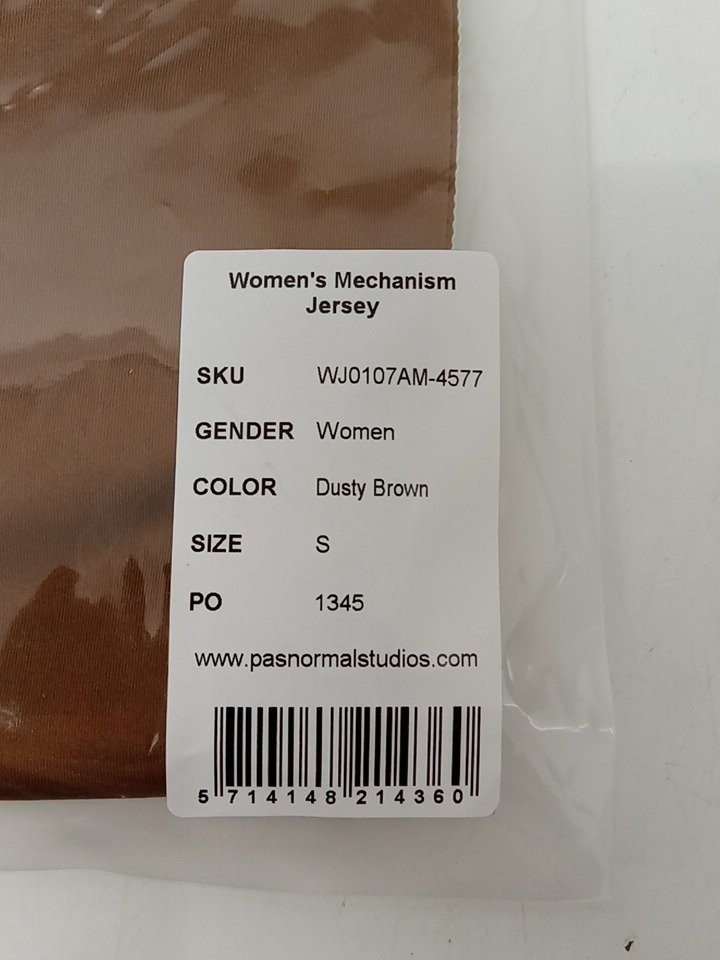 Women's Mechanism
Jersey
SKU WJ0107AM-4577
GENDER Women
COLOR Dusty Brown
SIZE S
PO 1345
www.pasnormalstudios.com
5 714148 214360